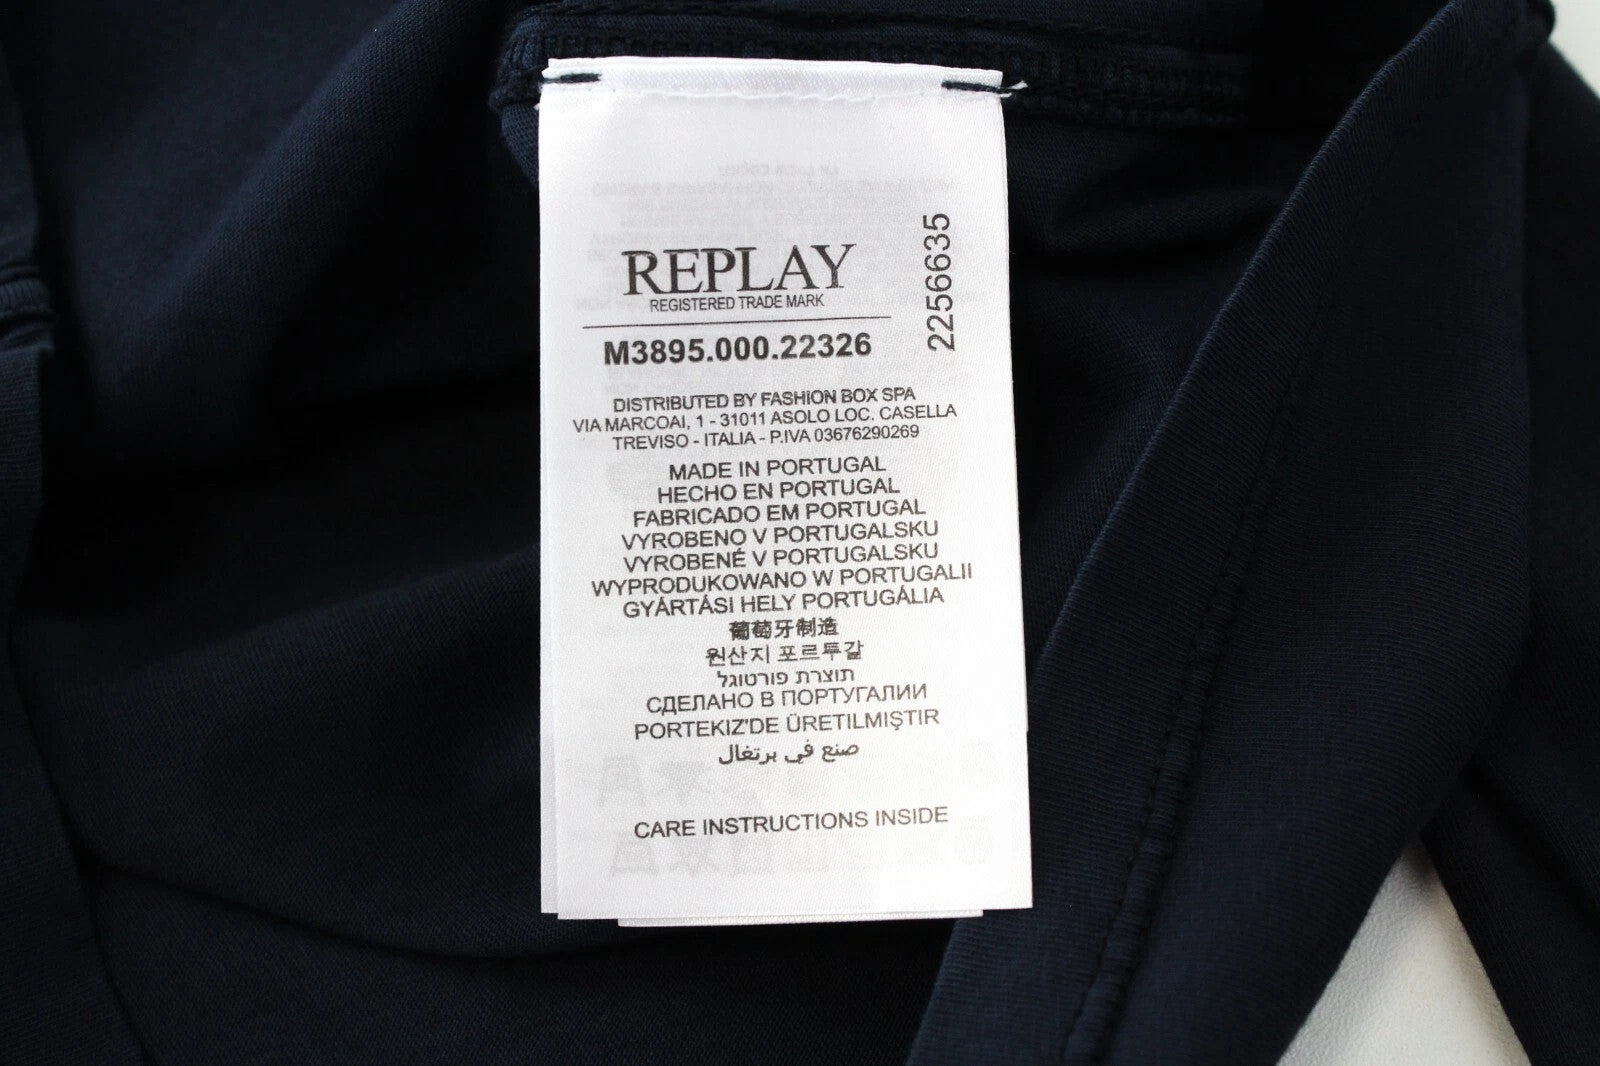 REPLAY
REGISTERED TRADE MARK
2256635
M3895.000.22326
DISTRIBUTED BY FASHION BOX SPA
VIA MARCOAI, 1 - 31011 ASOLO LOC. CASELLA
TREVISO - ITALIA - P.IVA 03676290269
MADE IN PORTUGAL
HECHO EN PORTUGAL
FABRICADO EM PORTUGAL
VYROBENO V PORTUGALSKU
VYROBENÉ V PORTUGALSKU
WYPRODUKOWANO W PORTUGALII
GYÁRTÁSI HELY PORTUGÁLIA
葡萄牙制造
원산지 포르투갈
תוצרת פורטוגל
СДЕЛАНО В ПОРТУГАЛИИ
PORTEKIZ'DE ÜRETILMIŞTIR
صنع في برتغال
CARE INSTRUCTIONS INSIDE